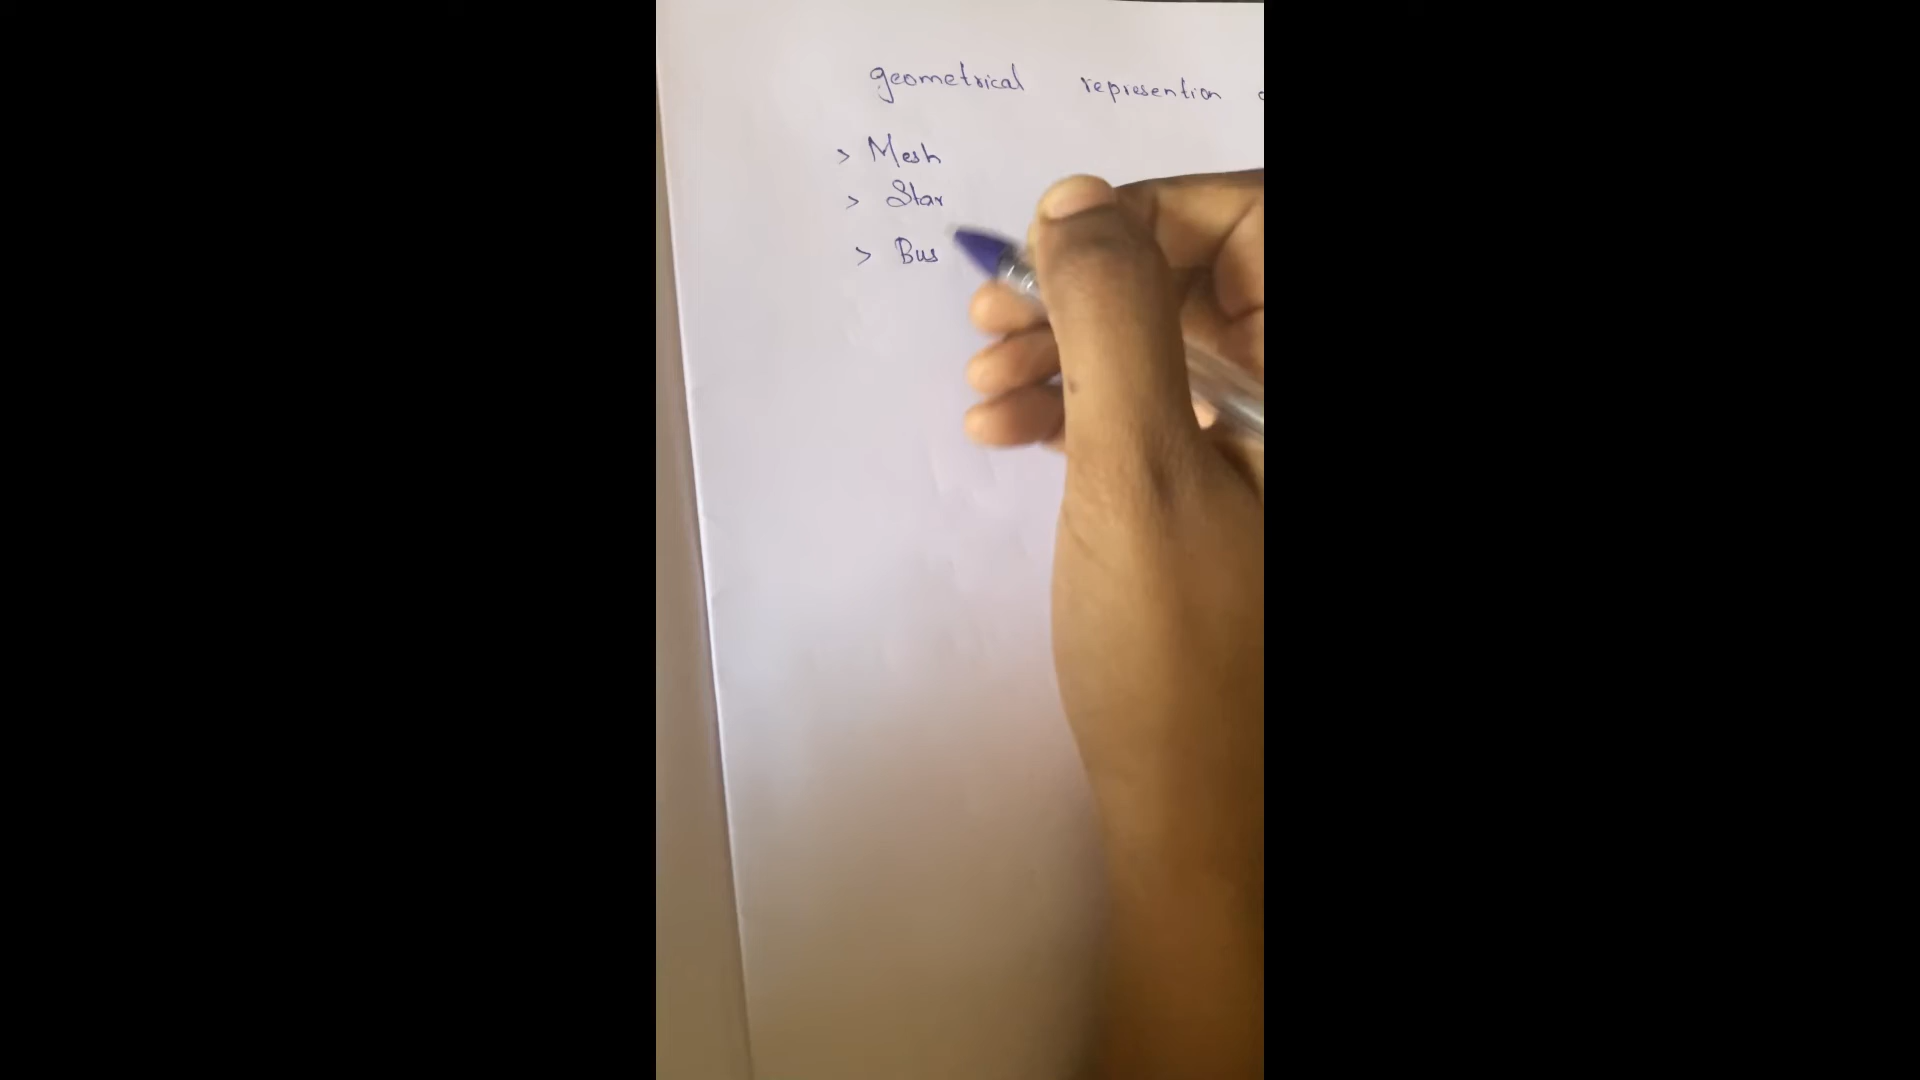 geometrical represention
> Mesh
> Star
> Bus